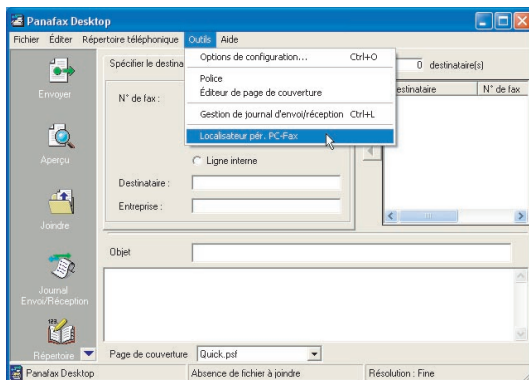 Panafax Desktop
Fichier Éditer Répertoire téléphonique Outils Aide
Options de configuration... Ctrl+O
Police
Éditeur de page de couverture
Gestion de journal d'envoi/réception Ctrl+L
Localisateur pér. PC-Fax
Envoyer
Aperçu
Joindre
Journal
Envoi/Réception
Répertoire
Spécifier le destina
0 destinataire(s)
N° de fax :
estinataire N° de fax
Ligne interne
Destinataire :
Entreprise :
Objet
Page de couverture Quick.psf
Panafax Desktop Absence de fichier à joindre Résolution : Fine